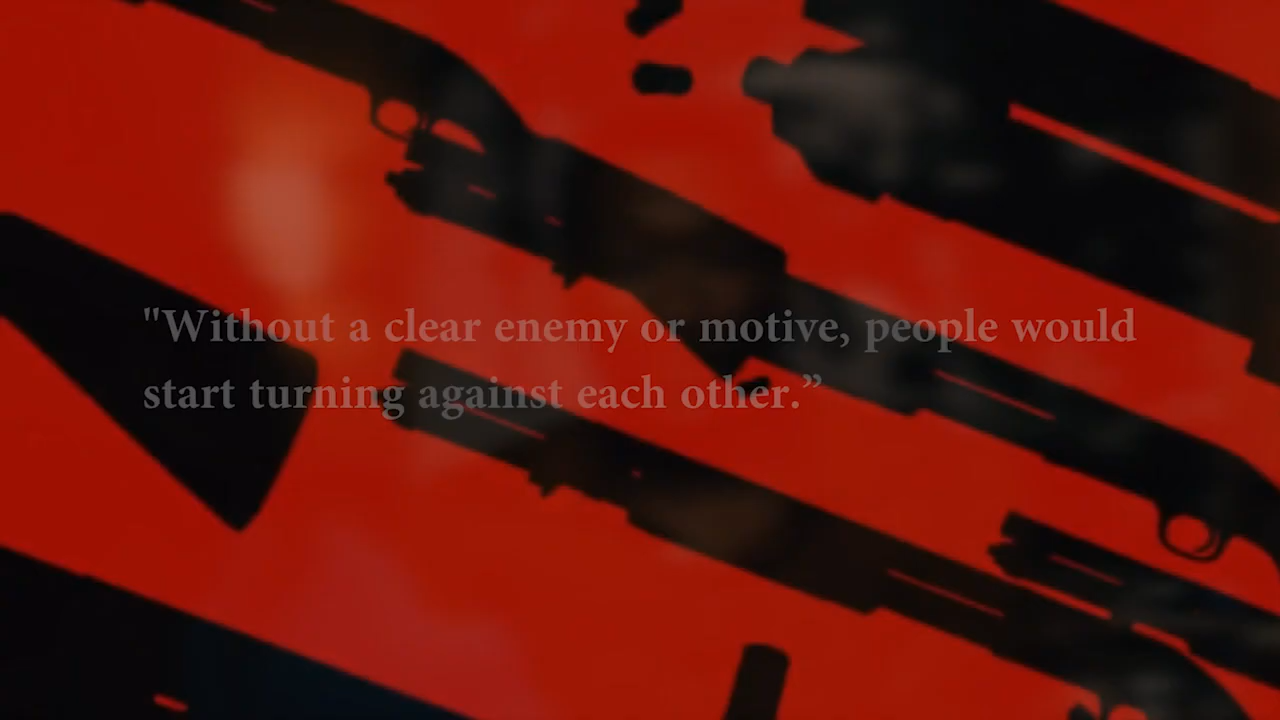 "Without a clear enemy or motive, people would
start turning against each other.”